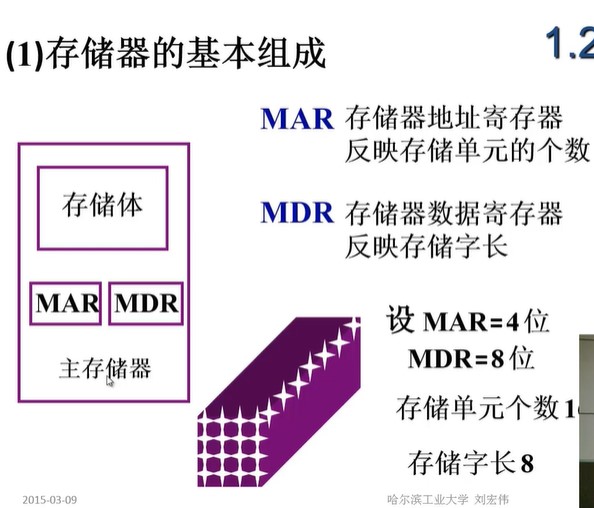 (1)存储器的基本组成
1.2
MAR 存储器地址寄存器
反映存储单元的个数
存储体
MDR 存储器数据寄存器
反映存储字长
MAR MDR
设 MAR=4位
MDR=8位
主存储器
存储单元个数 1
存储字长 8
2015-03-09
哈尔滨工业大学 刘宏伟